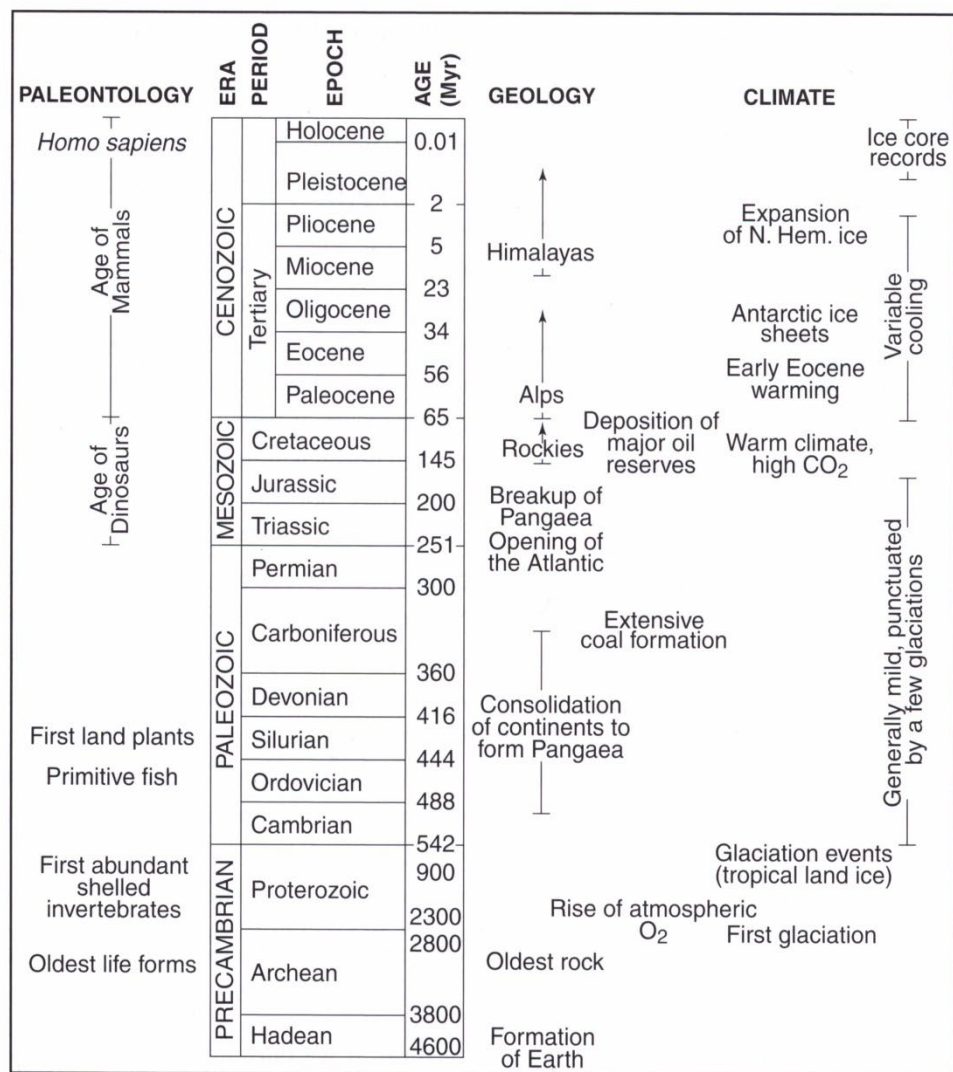 PALEONTOLOGY
ERA
PERIOD
EPOCH
AGE
(Myr)
GEOLOGY
CLIMATE
Homo sapiens
Age of
Mammals
Age of
Dinosaurs
First land plants
Primitive fish
First abundant
shelled
invertebrates
Oldest life forms
CENOZOIC
MESOZOIC
PALEOZOIC
PRECAMBRIAN
Tertiary
Holocene
0.01
Pleistocene
2
Pliocene
5
Miocene
23
Oligocene
34
Eocene
56
Paleocene
65
Cretaceous
145
Jurassic
200
Triassic
251
Permian
300
Carboniferous
360
Devonian
416
Silurian
444
Ordovician
488
Cambrian
542
900
Proterozoic
2300
2800
Archean
3800
Hadean
4600
Himalayas
Alps
Rockies
Deposition of
major oil
reserves
Breakup of
Pangaea
Opening of
the Atlantic
Extensive
coal formation
Consolidation
of continents to
form Pangaea
Rise of atmospheric
O2
Oldest rock
Formation
of Earth
Ice core
records
Expansion
of N. Hem. ice
Antarctic ice
sheets
Early Eocene
warming
Variable
cooling
Warm climate,
high CO2
Generally mild, punctuated
by a few glaciations
Glaciation events
(tropical land ice)
First glaciation